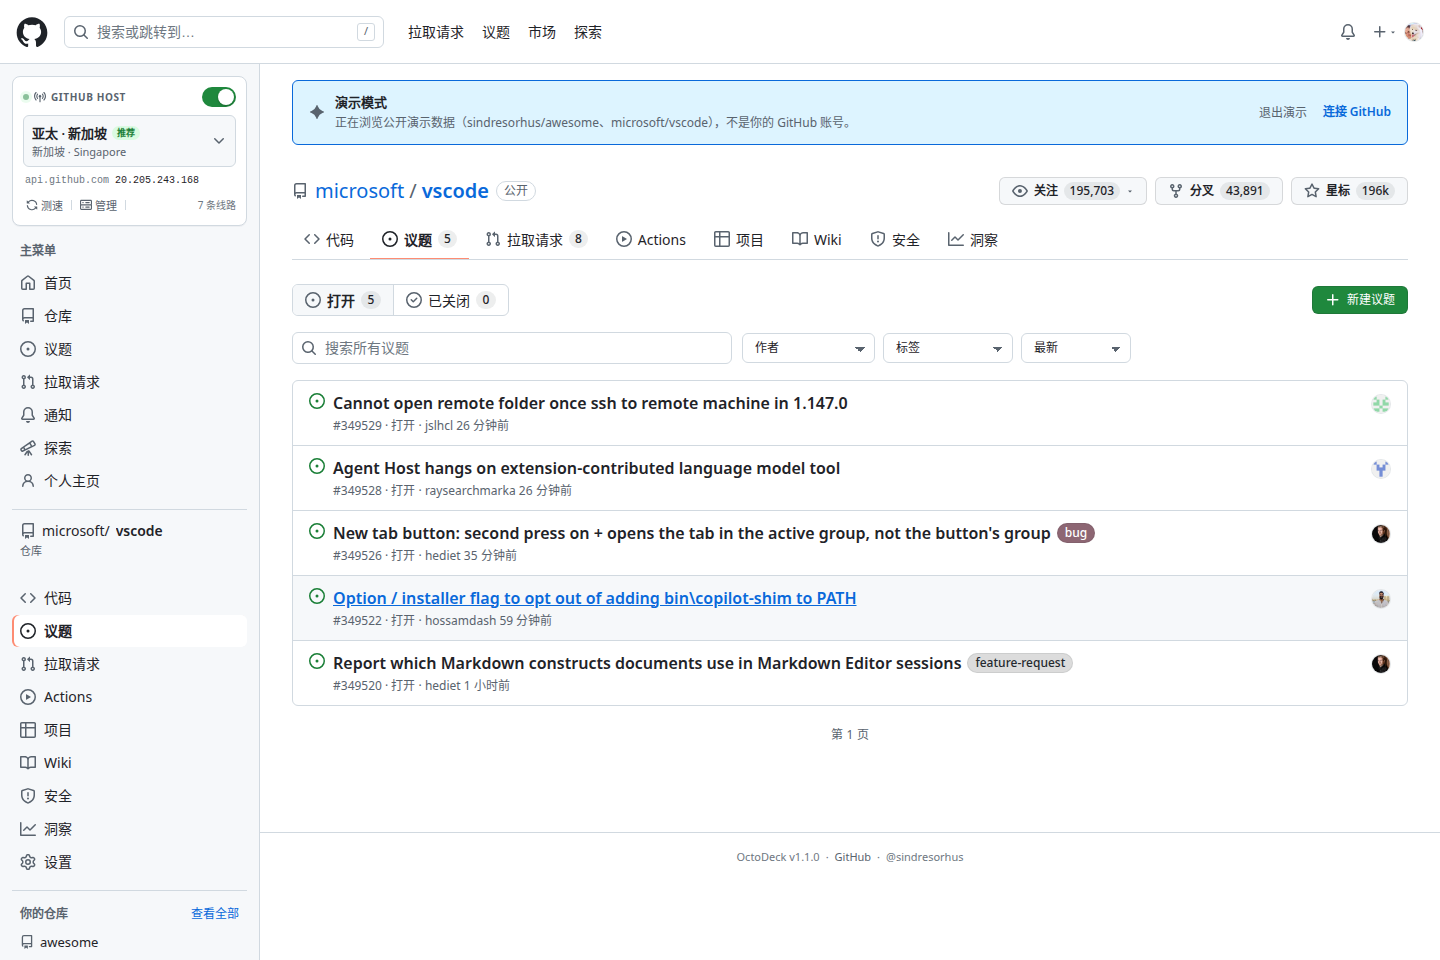 搜索或跳转到… /
拉取请求 议题 市场 探索
GITHUB HOST
亚太 · 新加坡 推荐
新加坡 · Singapore
api.github.com 20.205.243.168
测速 管理 7 条线路
主菜单
首页
仓库
议题
拉取请求
通知
探索
个人主页
microsoft/ vscode
仓库
代码
议题
拉取请求
Actions
项目
Wiki
安全
洞察
设置
你的仓库 查看全部
awesome
演示模式
正在浏览公开演示数据（sindresorhus/awesome、microsoft/vscode），不是你的 GitHub 账号。
退出演示 连接 GitHub
microsoft / vscode 公开
关注 195,703 分叉 43,891 星标 196k
代码 议题 5 拉取请求 8 Actions 项目 Wiki 安全 洞察
打开 5 已关闭 0 新建议题
搜索所有议题 作者 标签 最新
Cannot open remote folder once ssh to remote machine in 1.147.0
#349529 · 打开 · jslhcl 26 分钟前
Agent Host hangs on extension-contributed language model tool
#349528 · 打开 · raysearchmarka 26 分钟前
New tab button: second press on + opens the tab in the active group, not the button's group bug
#349526 · 打开 · hediet 35 分钟前
Option / installer flag to opt out of adding bin\copilot-shim to PATH
#349522 · 打开 · hossamdash 59 分钟前
Report which Markdown constructs documents use in Markdown Editor sessions feature-request
#349520 · 打开 · hediet 1 小时前
第 1 页
OctoDeck v1.1.0 · GitHub · @sindresorhus